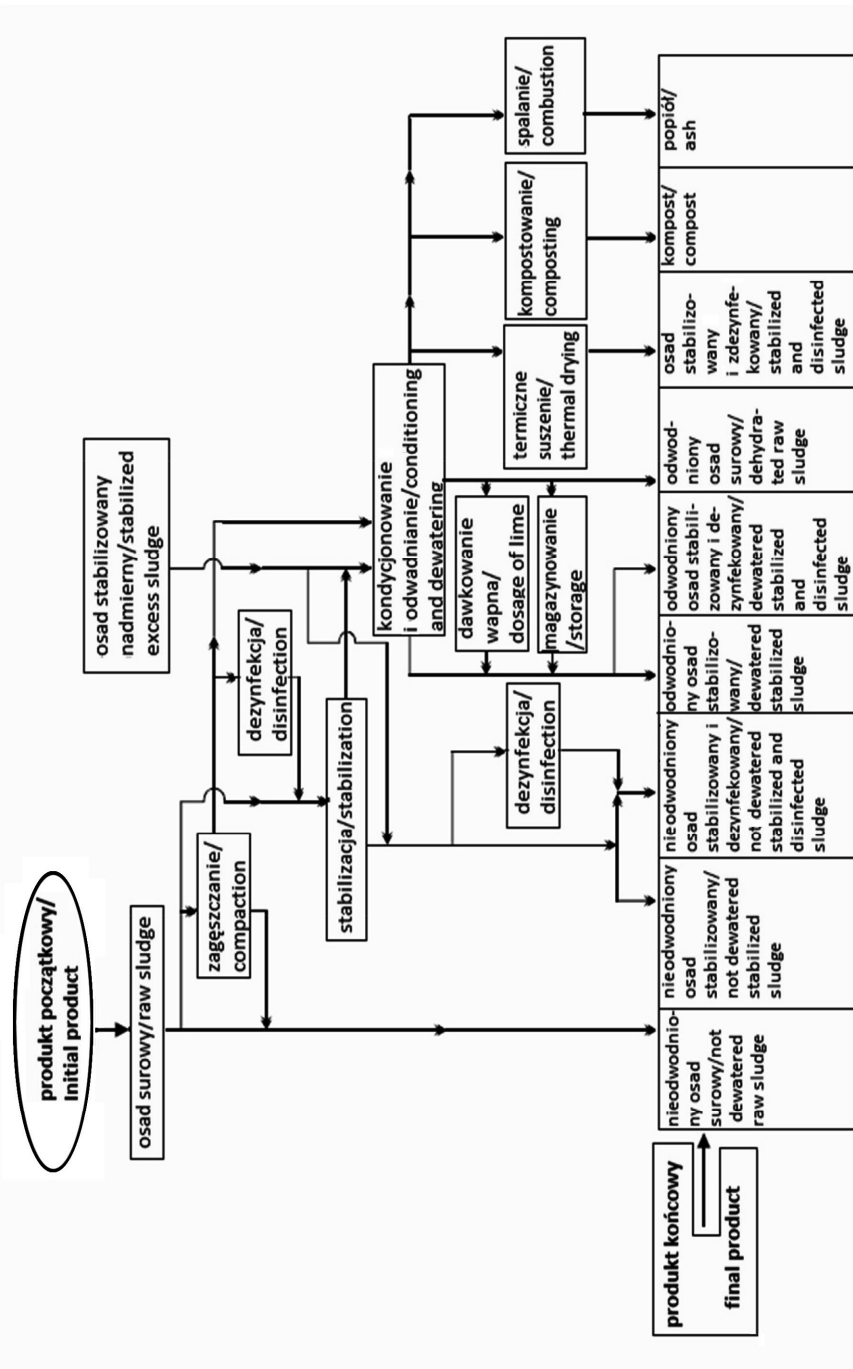 produkt początkowy/
Initial product
osad surowy/raw sludge
osad stabilizowany
nadmierny/stabilized
excess sludge
zagęszczanie/
compaction
dezynfekcja/
disinfection
stabilizacja/stabilization
kondycjonowanie
i odwadnianie/conditioning
and dewatering
dawkowanie
wapna/
dosage of lime
magazynowanie
/storage
dezynfekcja/
disinfection
termiczne
suszenie/
thermal drying
kompostowanie/
composting
spalanie/
combustion
produkt końcowy
final product
nieodwodnio-
ny osad
surowy/not
dewatered
raw sludge
nieodwodniony
osad
stabilizowany/
not dewatered
stabilized
sludge
nieodwodniony
osad
stabilizowany i
dezynfekowany/
not dewatered
stabilized and
disinfected
sludge
odwodnio-
ny osad
stabilizo-
wany/
dewatered
stabilized
sludge
odwodniony
osad stabili-
zowany i de-
zynfekowany/
dewatered
stabilized
and
disinfected
sludge
odwod-
niony
osad
surowy/
dehydra-
ted raw
sludge
osad
stabilizo-
wany
i zdezynfe-
kowany/
stabilized
and
disinfected
sludge
kompost/
compost
popiół/
ash